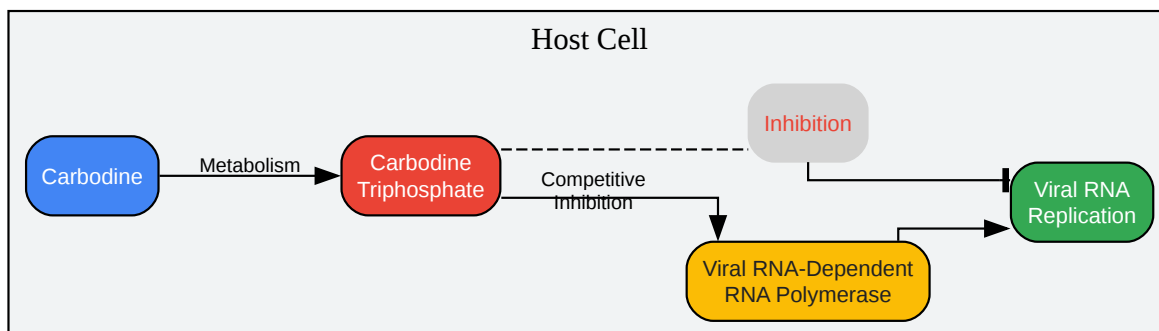 Host Cell
Inhibition
Carbodine
Metabolism
Carbodine
Triphosphate
Competitive
Inhibition
Viral RNA
Replication
Viral RNA-Dependent
RNA Polymerase